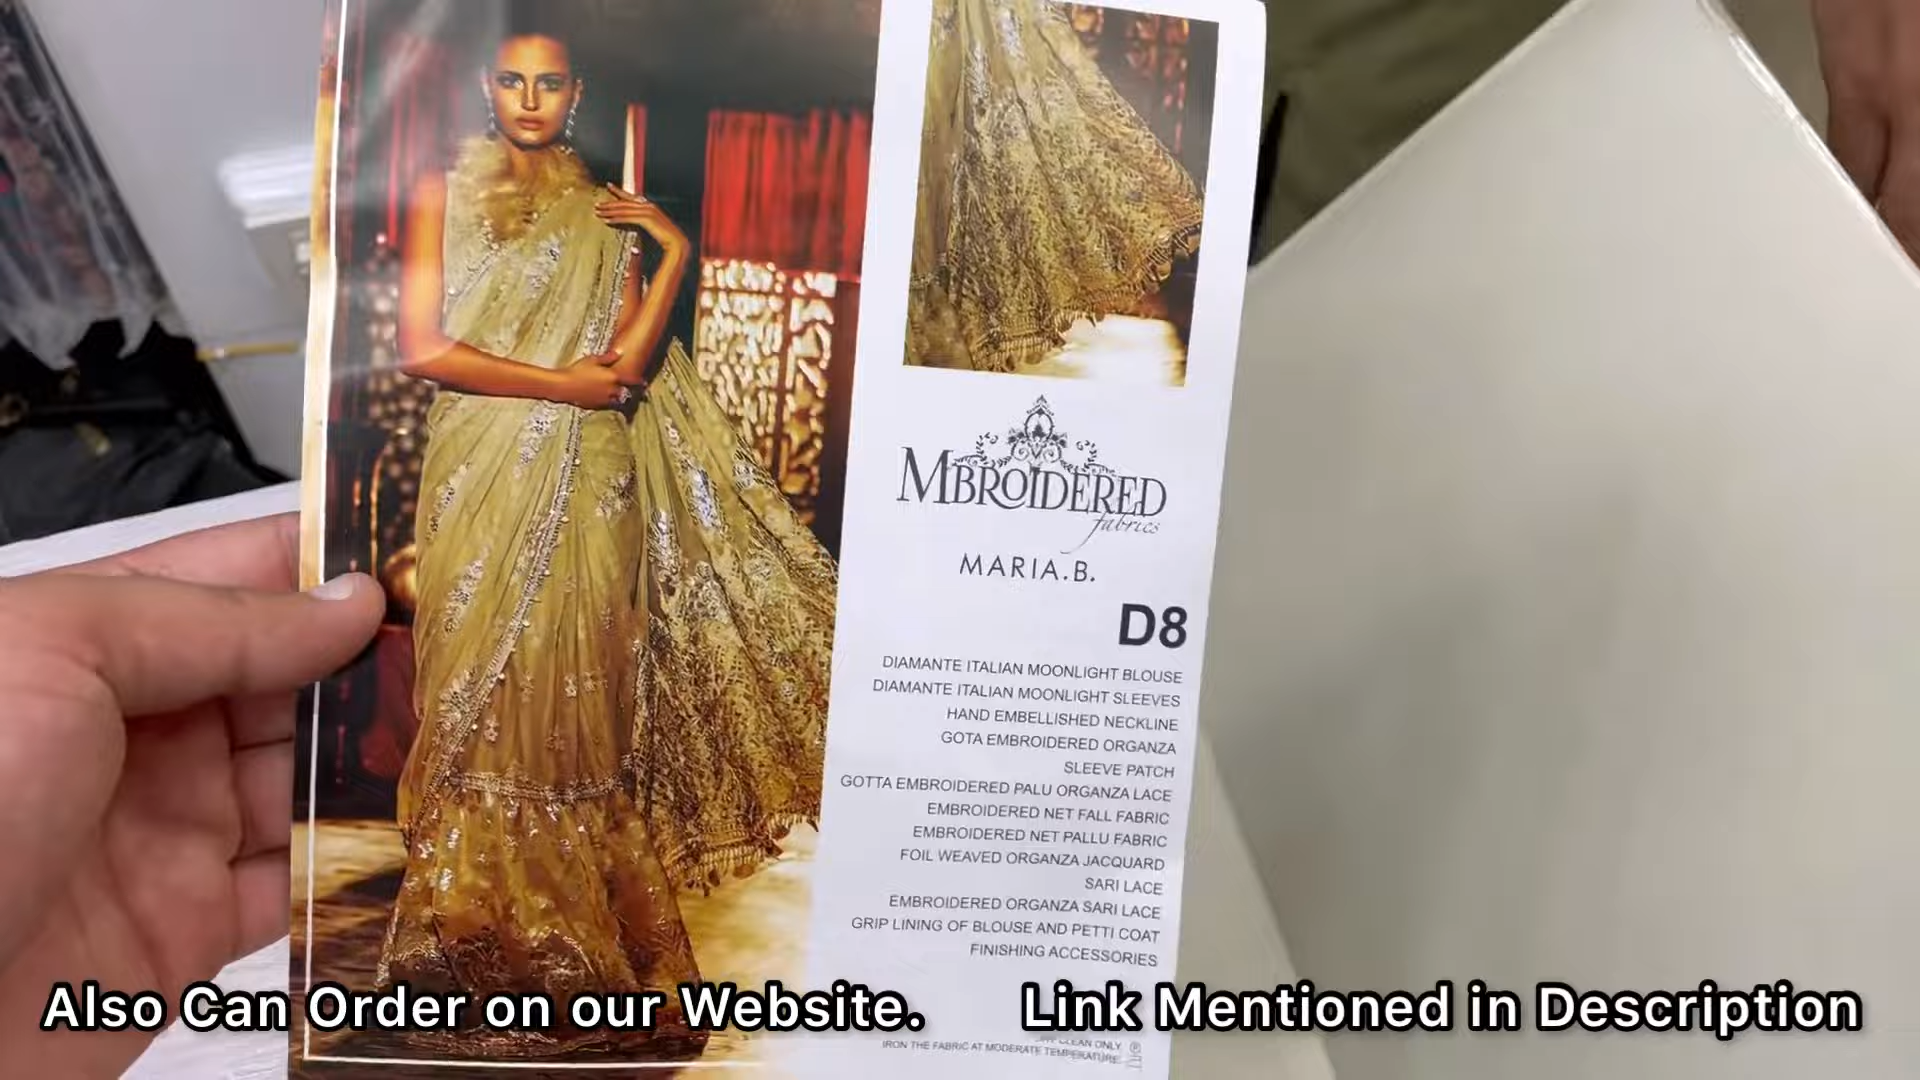 MBROIDERED
fabrics
MARIA.B.
D8
DIAMANTE ITALIAN MOONLIGHT BLOUSE
DIAMANTE ITALIAN MOONLIGHT SLEEVES
HAND EMBELLISHED NECKLINE
GOTA EMBROIDERED ORGANZA
SLEEVE PATCH
GOTTA EMBROIDERED PALU ORGANZA LACE
EMBROIDERED NET FALL FABRIC
EMBROIDERED NET PALLU FABRIC
FOIL WEAVED ORGANZA JACQUARD
SARI LACE
EMBROIDERED ORGANZA SARI LACE
GRIP LINING OF BLOUSE AND PETTI COAT
FINISHING ACCESSORIES
Also Can Order on our Website. Link Mentioned in Description
CLEAN ONLY
IRON THE FABRIC AT MODERATE TEMPERATURE